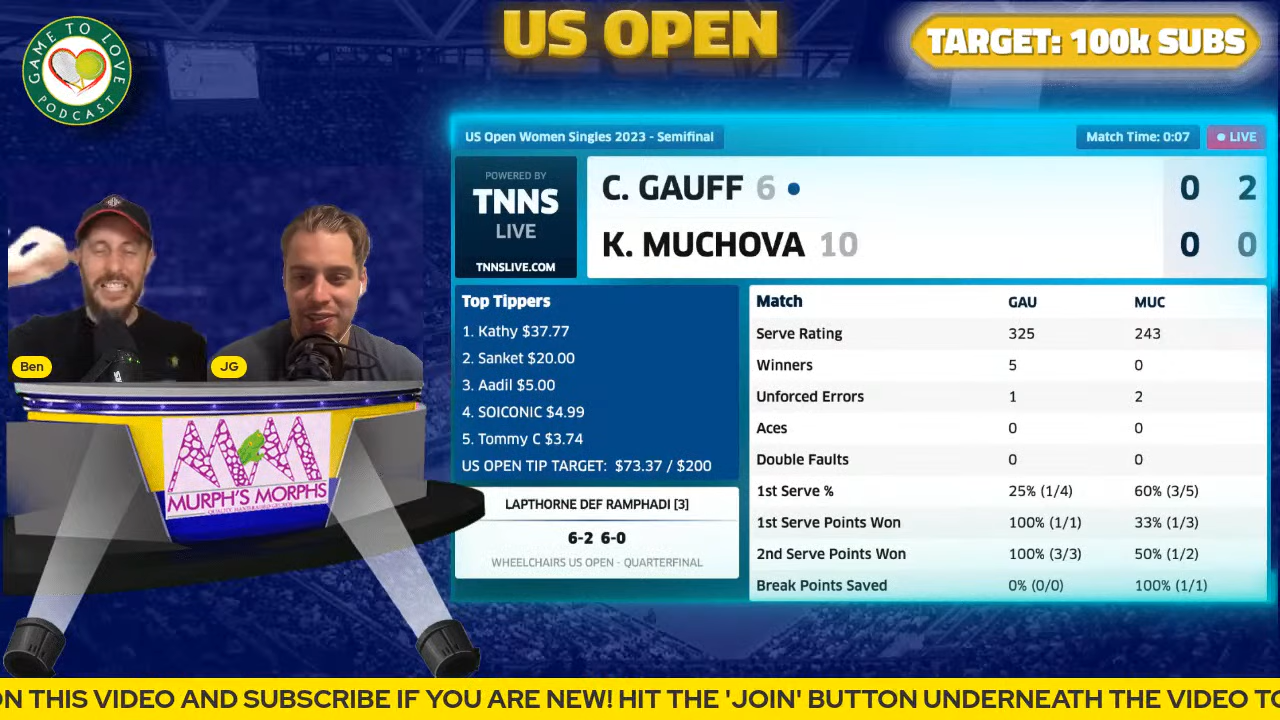 GAME TO LOVE
PODCAST
US OPEN
TARGET: 100k SUBS
US Open Women Singles 2023 - Semifinal
Match Time: 0:07
LIVE
POWERED BY
TNNS
LIVE
TNNSLIVE.COM
C. GAUFF 6 0 2
K. MUCHOVA 10 0 0
Top Tippers
1. Kathy $37.77
2. Sanket $20.00
3. Aadil $5.00
4. SOICONIC $4.99
5. Tommy C $3.74
US OPEN TIP TARGET: $73.37 / $200
LAPTHORNE DEF RAMPHADI [3]
6-2 6-0
WHEELCHAIRS US OPEN - QUARTERFINAL
Match GAU MUC
Serve Rating 325 243
Winners 5 0
Unforced Errors 1 2
Aces 0 0
Double Faults 0 0
1st Serve % 25% (1/4) 60% (3/5)
1st Serve Points Won 100% (1/1) 33% (1/3)
2nd Serve Points Won 100% (3/3) 50% (1/2)
Break Points Saved 0% (0/0) 100% (1/1)
Ben
JG
MM
MURPH'S MORPHS
ON THIS VIDEO AND SUBSCRIBE IF YOU ARE NEW! HIT THE 'JOIN' BUTTON UNDERNEATH THE VIDEO TO